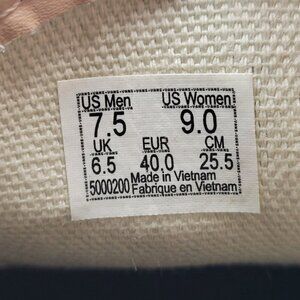 US Men US Women
7.5 9.0
UK EUR CM
6.5 40.0 25.5
5000200 Made in Vietnam
Fabrique en Vietnam